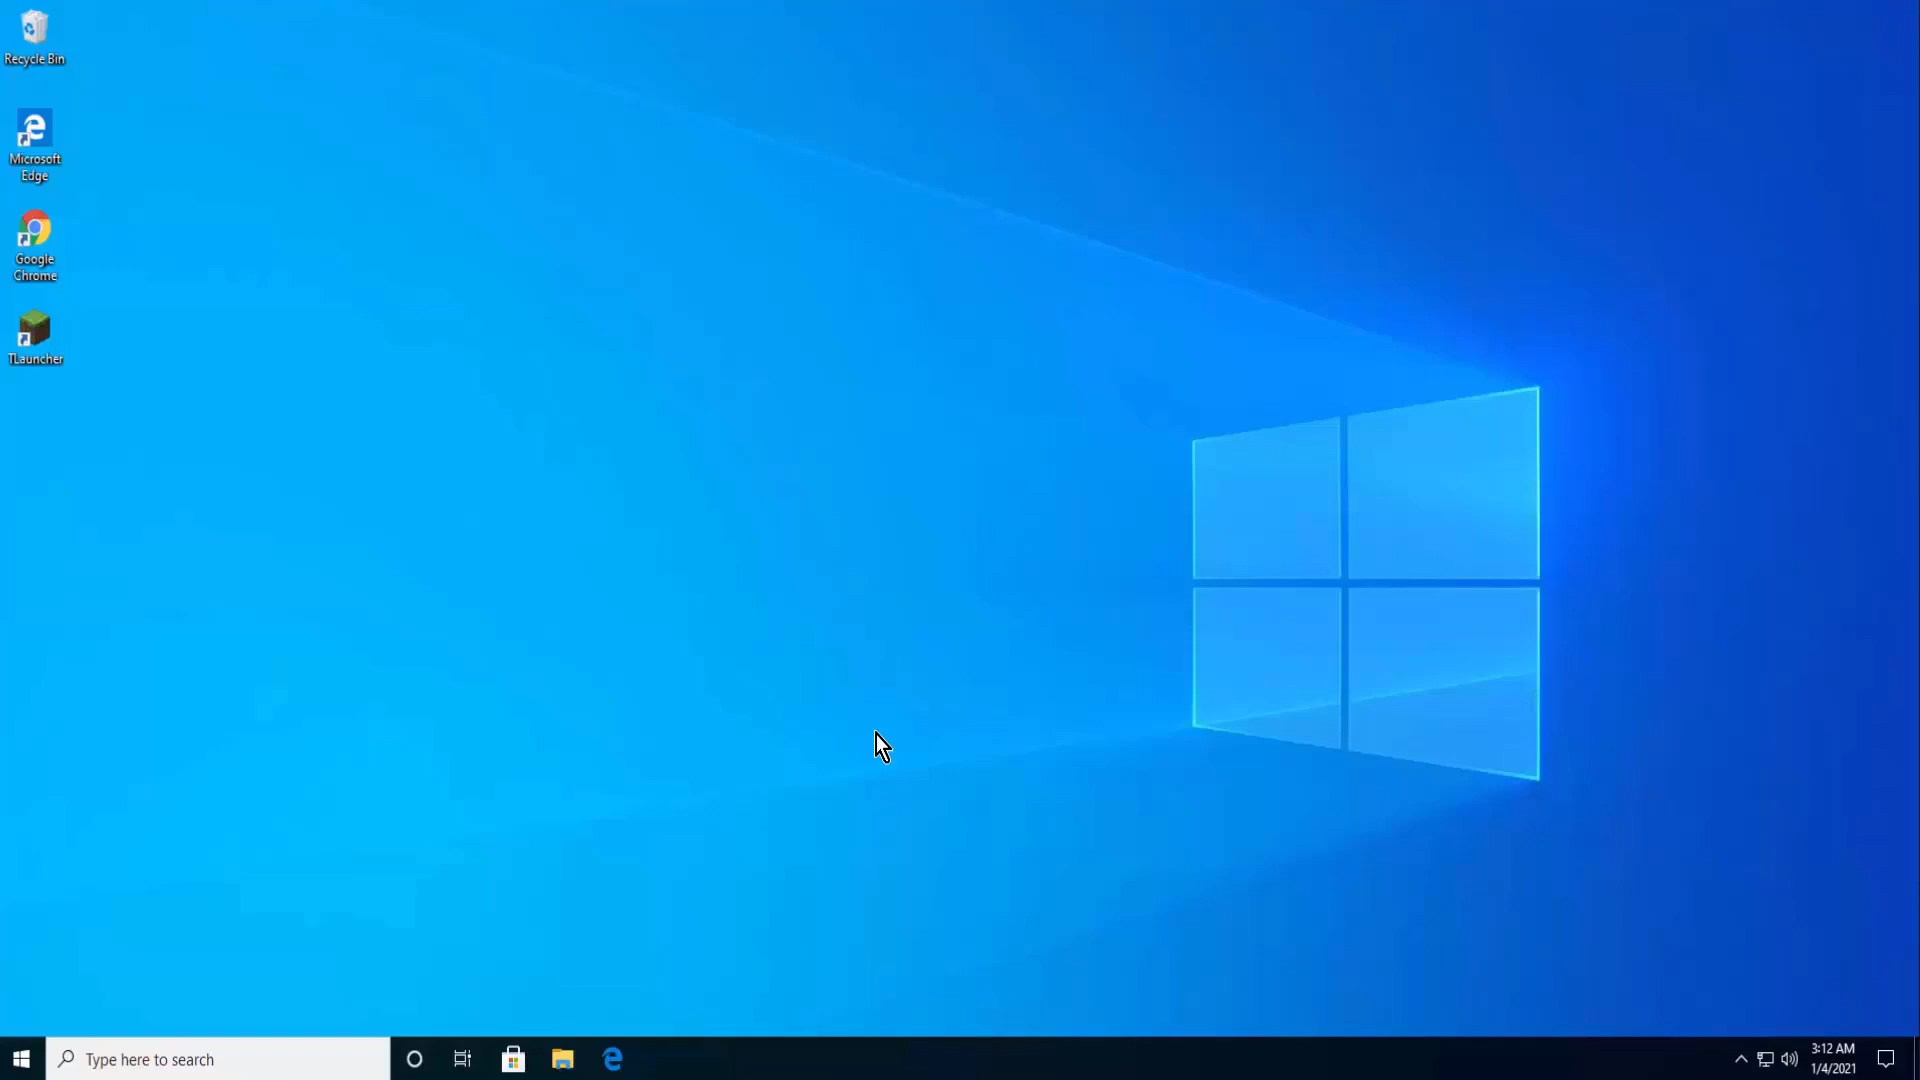 Recycle Bin
Microsoft
Edge
Google
Chrome
TLauncher
Type here to search
3:12 AM
1/4/2021